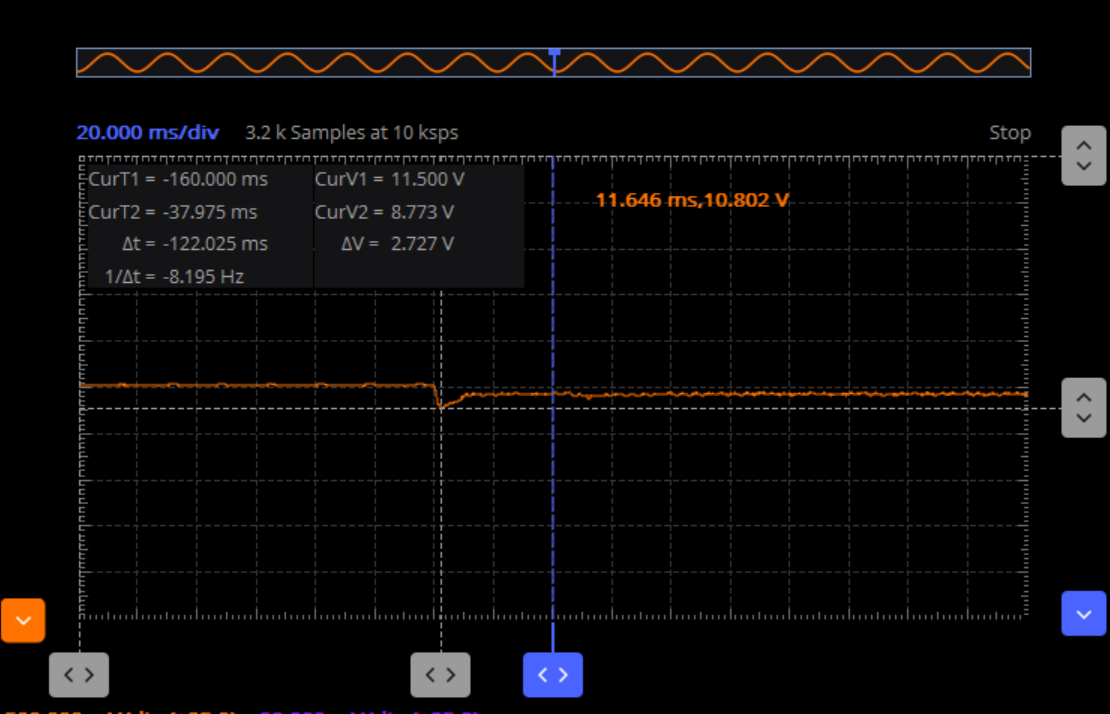 20.000 ms/div 3.2 k Samples at 10 ksps Stop
CurT1 = -160.000 ms CurV1 = 11.500 V
CurT2 = -37.975 ms CurV2 = 8.773 V
Δt = -122.025 ms ΔV = 2.727 V
1/Δt = -8.195 Hz
11.646 ms,10.802 V